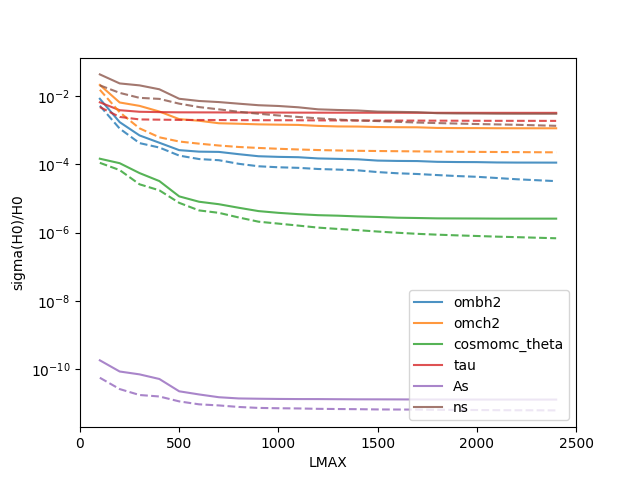 10⁻²
10⁻⁴
10⁻⁶
10⁻⁸
10⁻¹⁰
sigma(H0)/H0
ombh2
omch2
cosmomc_theta
tau
As
ns
0 500 1000 1500 2000 2500
LMAX